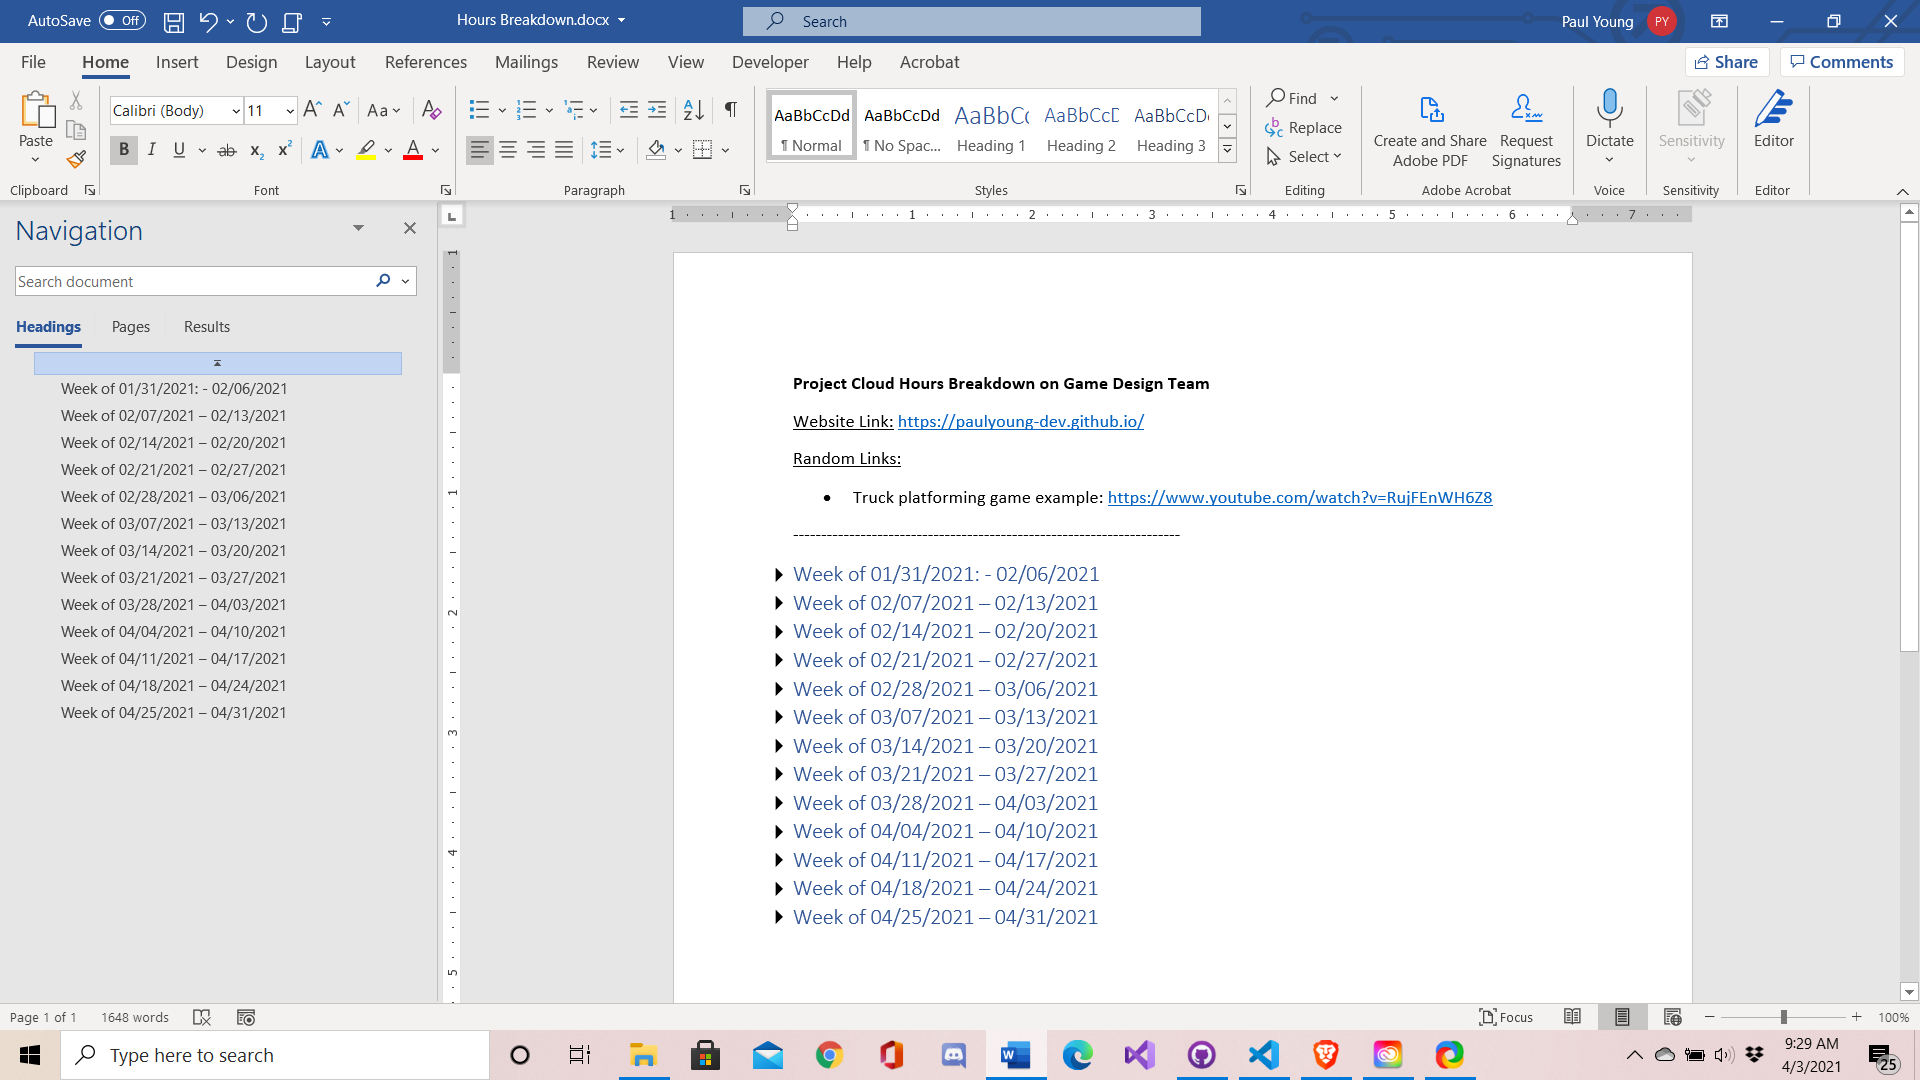 AutoSave Off
Hours Breakdown.docx
Search
Paul Young PY
File Home Insert Design Layout References Mailings Review View Developer Help Acrobat
Share Comments
Paste
Calibri (Body) 11
Aa
AaBbCcDd AaBbCcDd AaBbCc AaBbCcD AaBbCcDd
¶ Normal ¶ No Spac... Heading 1 Heading 2 Heading 3
Find
Replace
Select
Create and Share Adobe PDF
Request Signatures
Dictate
Sensitivity
Editor
Clipboard Font Paragraph Styles Editing Adobe Acrobat Voice Sensitivity Editor
Navigation
Search document
Headings Pages Results
Week of 01/31/2021: - 02/06/2021
Week of 02/07/2021 – 02/13/2021
Week of 02/14/2021 – 02/20/2021
Week of 02/21/2021 – 02/27/2021
Week of 02/28/2021 – 03/06/2021
Week of 03/07/2021 – 03/13/2021
Week of 03/14/2021 – 03/20/2021
Week of 03/21/2021 – 03/27/2021
Week of 03/28/2021 – 04/03/2021
Week of 04/04/2021 – 04/10/2021
Week of 04/11/2021 – 04/17/2021
Week of 04/18/2021 – 04/24/2021
Week of 04/25/2021 – 04/31/2021
1 1 2 3 4 5 6 7
1
1
2
3
4
5
Project Cloud Hours Breakdown on Game Design Team
Website Link: https://paulyoung-dev.github.io/
Random Links:
• Truck platforming game example: https://www.youtube.com/watch?v=RujFEnWH6Z8
----------------------------------------------------------------------
Week of 01/31/2021: - 02/06/2021
Week of 02/07/2021 – 02/13/2021
Week of 02/14/2021 – 02/20/2021
Week of 02/21/2021 – 02/27/2021
Week of 02/28/2021 – 03/06/2021
Week of 03/07/2021 – 03/13/2021
Week of 03/14/2021 – 03/20/2021
Week of 03/21/2021 – 03/27/2021
Week of 03/28/2021 – 04/03/2021
Week of 04/04/2021 – 04/10/2021
Week of 04/11/2021 – 04/17/2021
Week of 04/18/2021 – 04/24/2021
Week of 04/25/2021 – 04/31/2021
Page 1 of 1 1648 words
Focus
100%
Type here to search
9:29 AM
4/3/2021
25